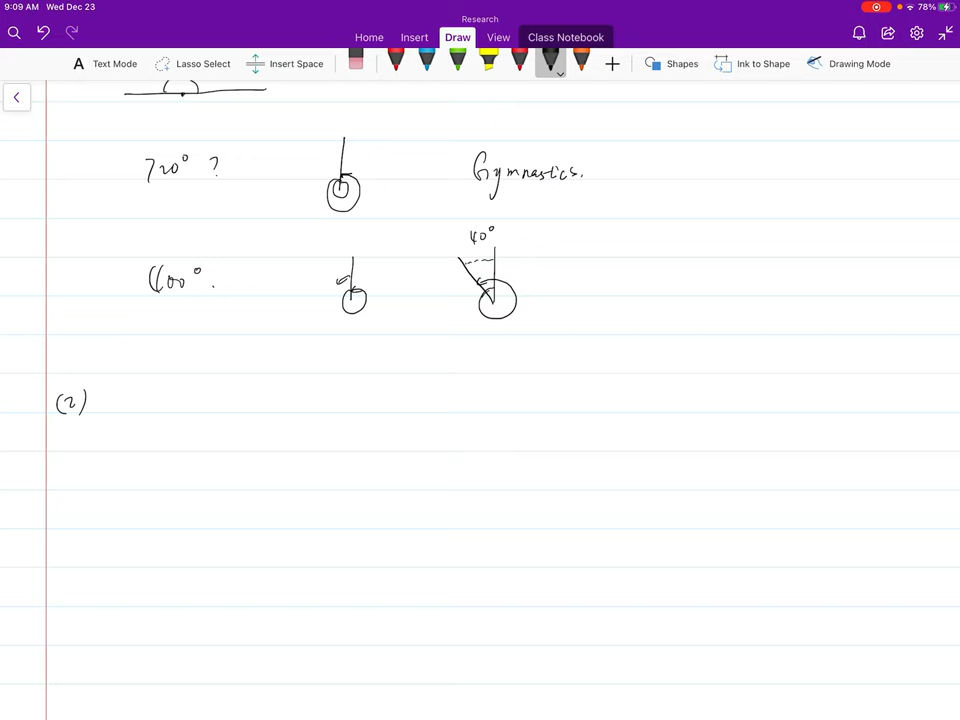 9:09 AM Wed Dec 23
78%
Research
Home Insert Draw View Class Notebook
Text Mode Lasso Select Insert Space Shapes Ink to Shape Drawing Mode
720° ? Gymnastics.
40°
400° .
(2)